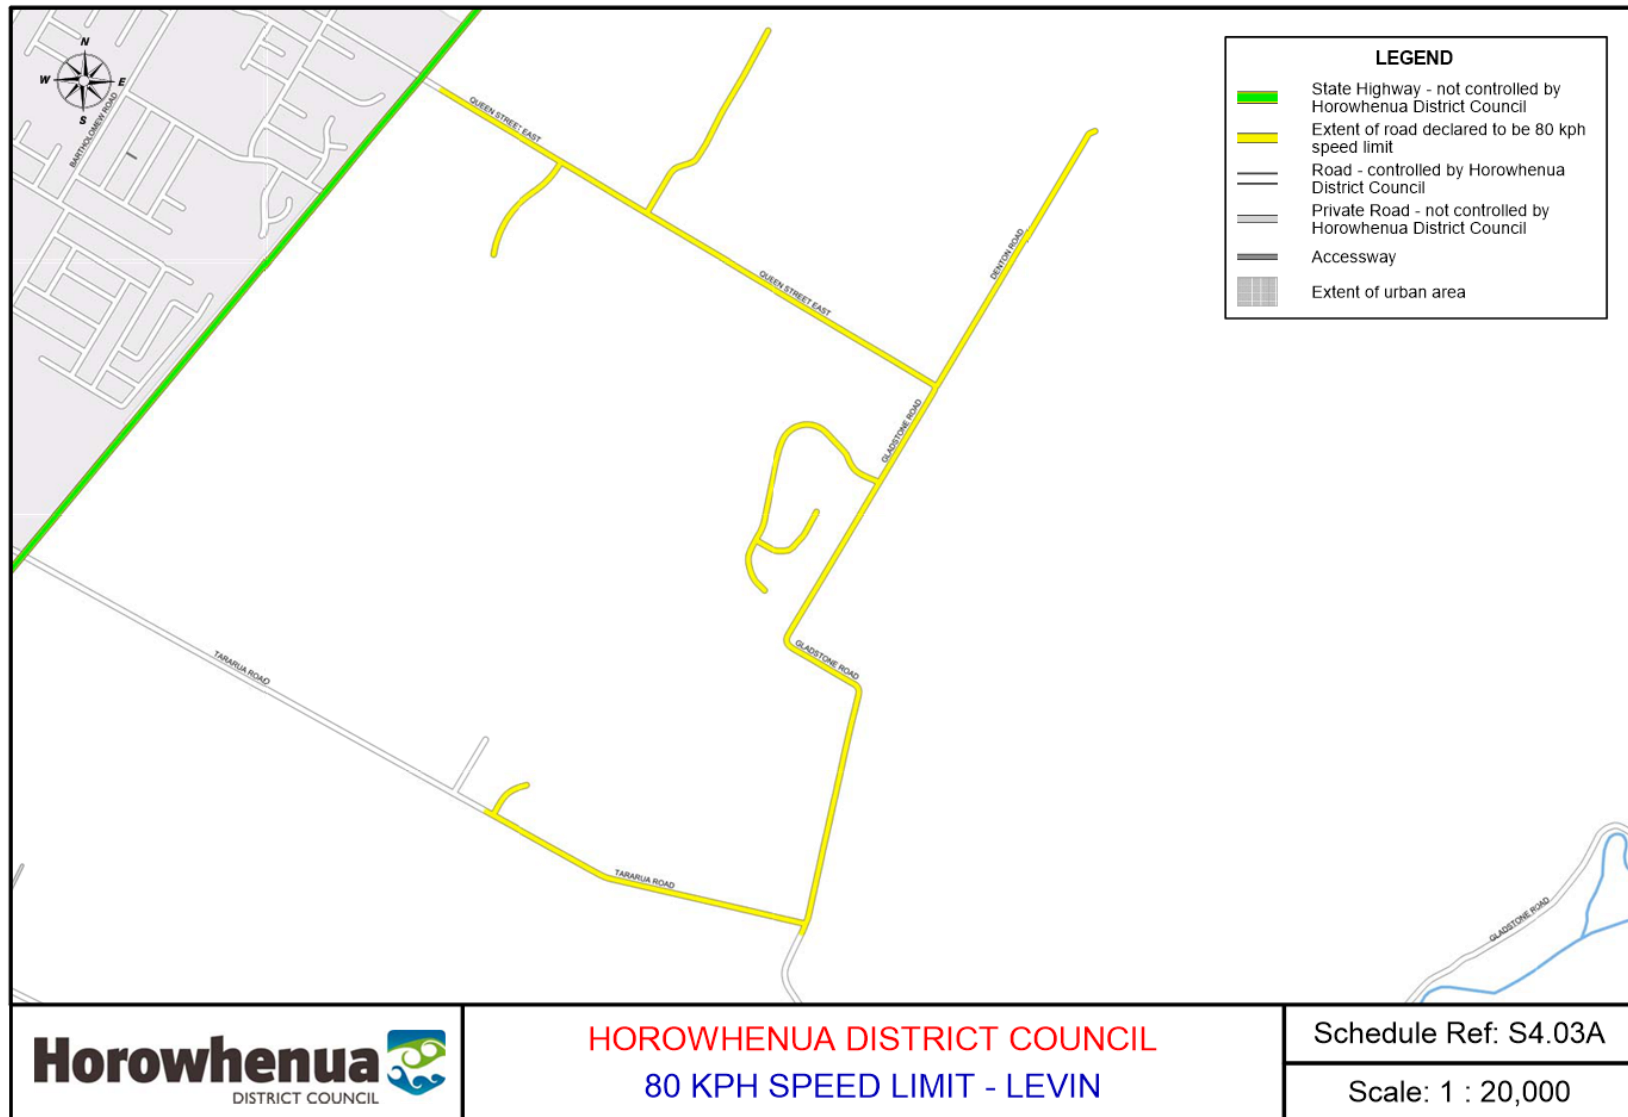 N
W
E
S
BARTHOLOMEW ROAD
QUEEN STREET EAST
QUEEN STREET EAST
DENTON ROAD
GLADSTONE ROAD
GLADSTONE ROAD
TARARUA ROAD
TARARUA ROAD
GLADSTONE ROAD
LEGEND
State Highway - not controlled by
Horowhenua District Council
Extent of road declared to be 80 kph
speed limit
Road - controlled by Horowhenua
District Council
Private Road - not controlled by
Horowhenua District Council
Accessway
Extent of urban area
Horowhenua
DISTRICT COUNCIL
HOROWHENUA DISTRICT COUNCIL
80 KPH SPEED LIMIT - LEVIN
Schedule Ref: S4.03A
Scale: 1 : 20,000